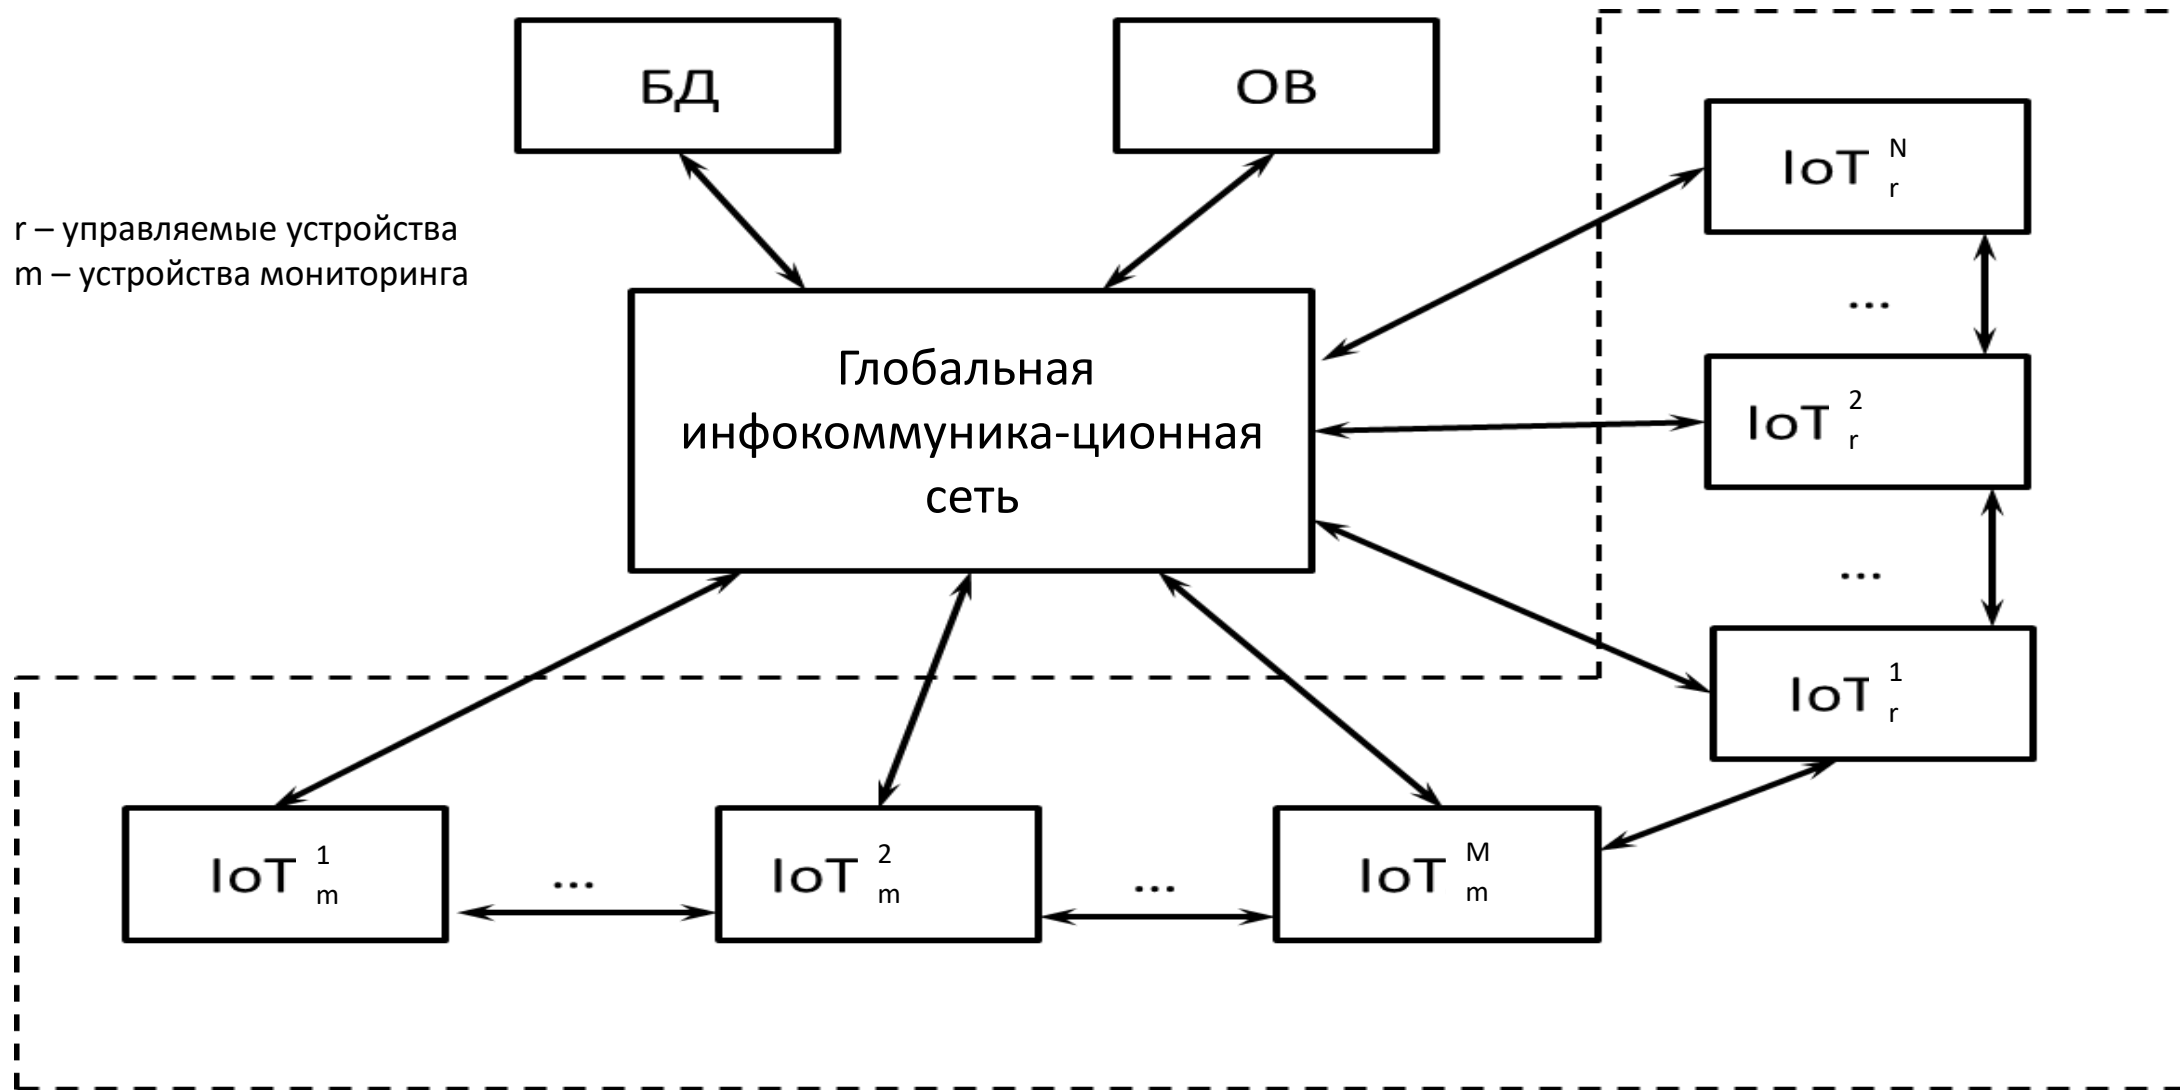 БД
ОВ
IoT N r
r – управляемые устройства
m – устройства мониторинга
...
Глобальная
инфокоммуника-ционная
сеть
IoT 2 r
...
IoT 1 r
IoT 1 m
...
IoT 2 m
...
IoT M m